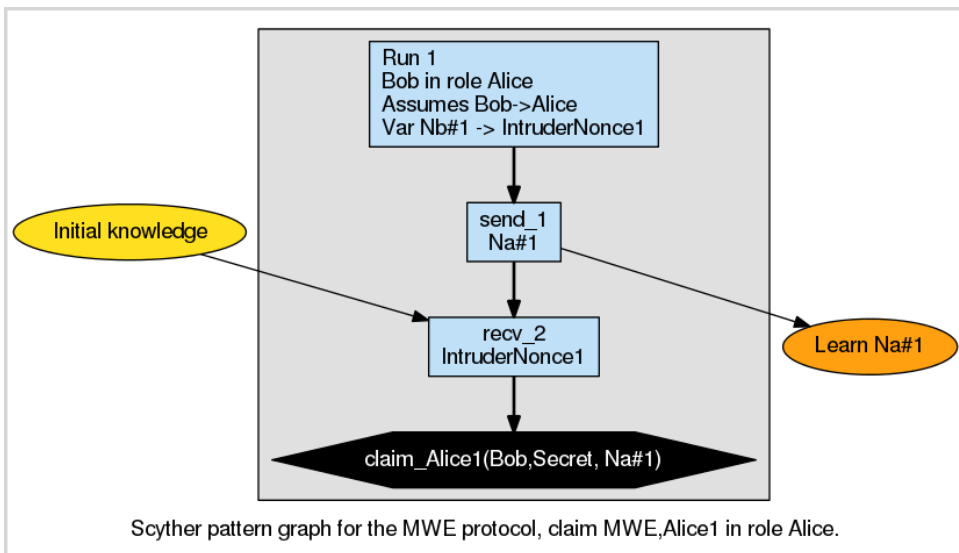 Run 1
Bob in role Alice
Assumes Bob->Alice
Var Nb#1 -> IntruderNonce1
Initial knowledge
send_1
Na#1
recv_2
IntruderNonce1
Learn Na#1
claim_Alice1(Bob,Secret, Na#1)
Scyther pattern graph for the MWE protocol, claim MWE,Alice1 in role Alice.